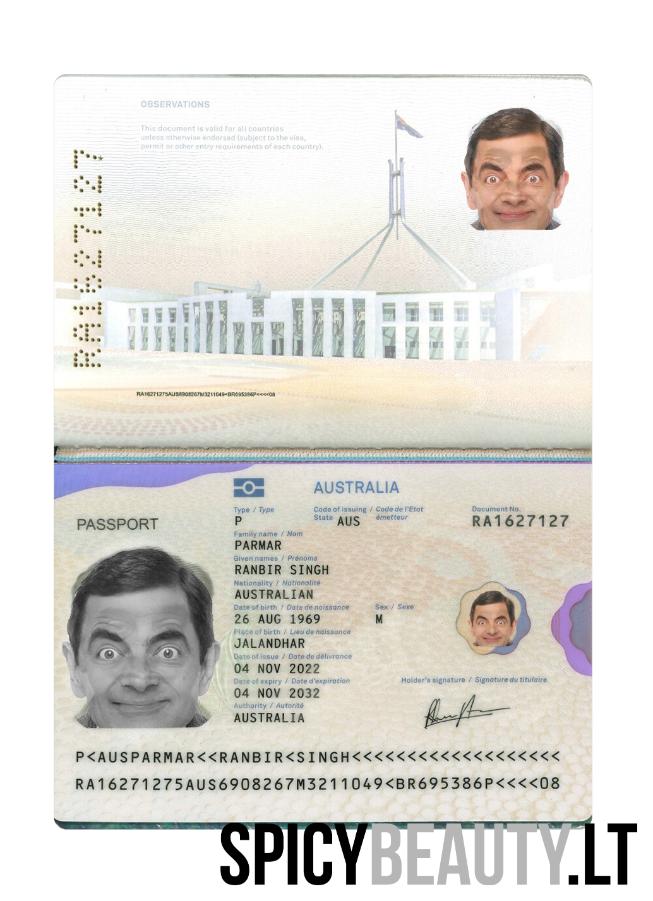 OBSERVATIONS
This document is valid for all countries
unless otherwise endorsed (subject to the visa,
permit or other entry requirements of each country).
RA1627127
RA16271275AUS6908267M3211049<BR695386P<<<<08
AUSTRALIA
PASSPORT
Type / Type
Code of issuing / Code de l'Etat
State émetteur
Document No.
P
AUS
RA1627127
Family name / Nom
PARMAR
Given names / Prénoms
RANBIR SINGH
Nationality / Nationalité
AUSTRALIAN
Date of birth / Date de naissance
Sex / Sexe
26 AUG 1969
M
Place of birth / Lieu de naissance
JALANDHAR
Date of issue / Date de délivrance
04 NOV 2022
Date of expiry / Date d'expiration
Holder's signature / Signature du titulaire
04 NOV 2032
Authority / Autorité
AUSTRALIA
P<AUSPARMAR<<RANBIR<SINGH<<<<<<<<<<<<<<<<<<<
RA16271275AUS6908267M3211049<BR695386P<<<<08
SPICYBEAUTY.LT